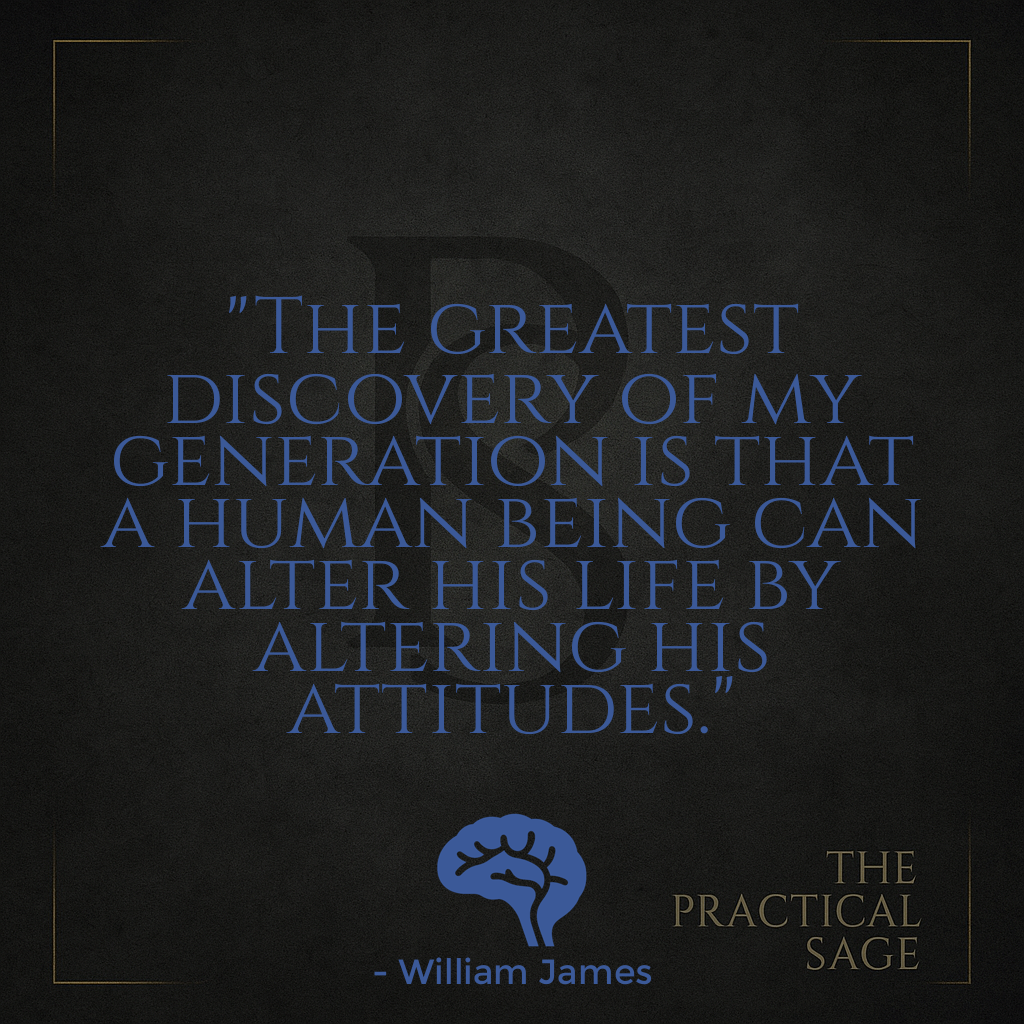 "The greatest
discovery of my
generation is that
a human being can
alter his life by
altering his
attitudes."
- William James
THE
PRACTICAL
SAGE